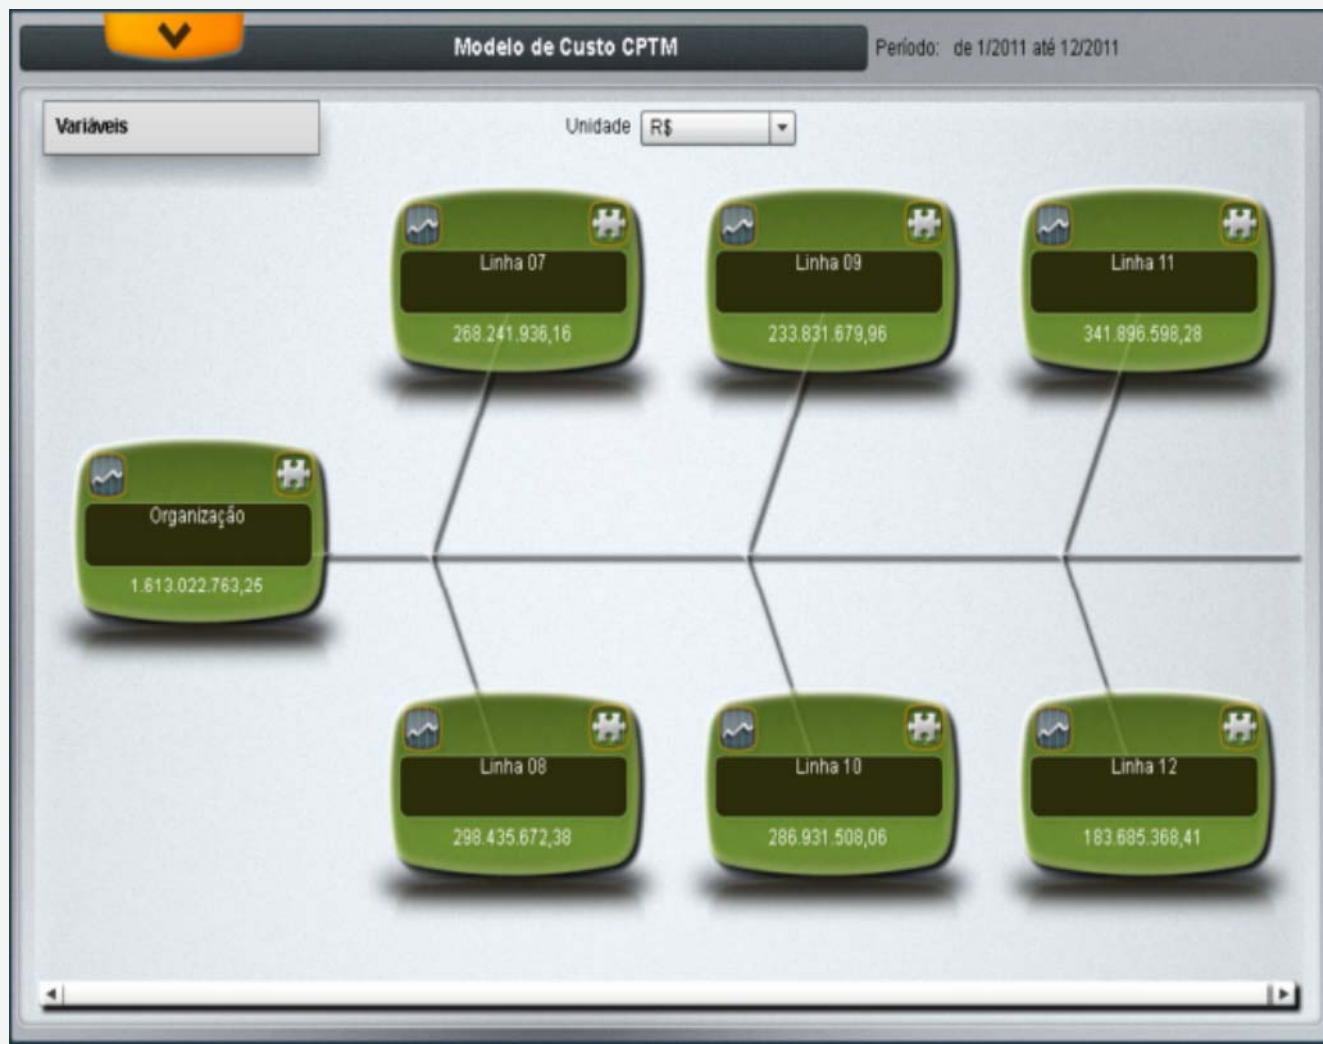 Modelo de Custo CPTM
Período: de 1/2011 até 12/2011
Variáveis
Unidade R$
Linha 07
268.241.936,16
Linha 09
233.831.679,96
Linha 11
341.896.598,28
Organização
1.613.022.763,25
Linha 08
298.435.672,38
Linha 10
286.931.508,06
Linha 12
183.685.368,41